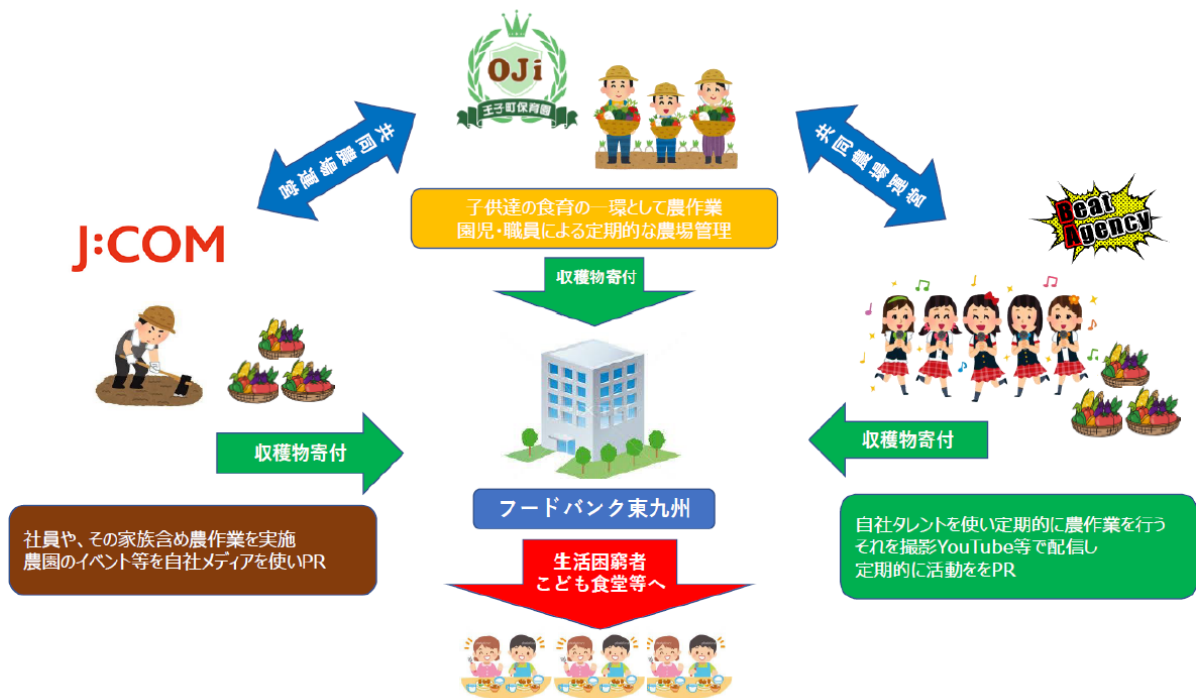 OJi
王子町保育園
共同農場運営
共同農場運営
子供達の食育の一環として農作業
園児・職員による定期的な農場管理
J:COM
Beat
Agency
収穫物寄付
収穫物寄付
収穫物寄付
フードバンク東九州
社員や、その家族含め農作業を実施
農園のイベント等を自社メディアを使いPR
自社タレントを使い定期的に農作業を行う
それを撮影YouTube等で配信し
定期的に活動ををPR
生活困窮者
こども食堂等へ